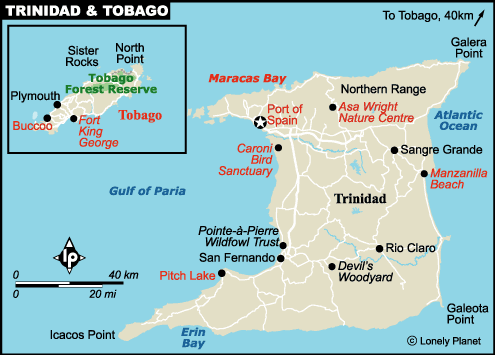 TRINIDAD & TOBAGO
To Tobago, 40km
Sister
Rocks
North
Point
Tobago
Forest Reserve
Plymouth
Tobago
Buccoo
Fort
King
George
Galera
Point
Maracas Bay
Northern Range
Port of
Spain
Asa Wright
Nature Centre
Atlantic
Ocean
Caroni
Bird
Sanctuary
Sangre Grande
Manzanilla
Beach
Gulf of Paria
Trinidad
Pointe-à-Pierre
Wildfowl Trust
San Fernando
Rio Claro
Devil's
Woodyard
Pitch Lake
lp
0 40 km
0 20 mi
Galeota
Point
Icacos Point
Erin
Bay
© Lonely Planet